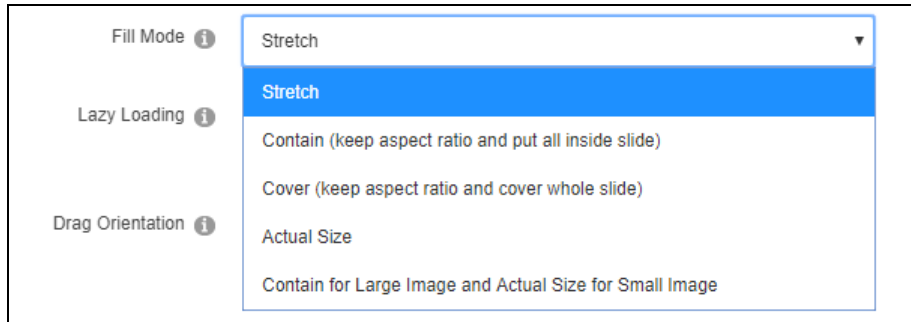 Fill Mode
Stretch
Stretch
Lazy Loading
Contain (keep aspect ratio and put all inside slide)
Cover (keep aspect ratio and cover whole slide)
Drag Orientation
Actual Size
Contain for Large Image and Actual Size for Small Image